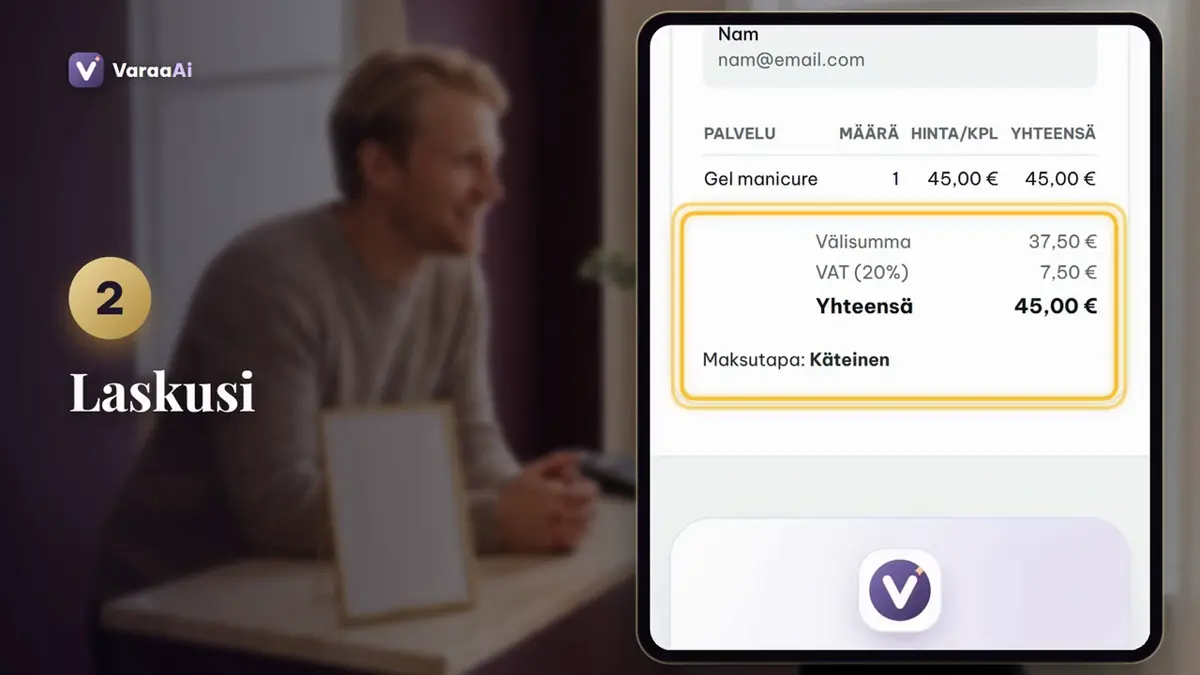 VaraaAi
2
Laskusi
Nam
nam@email.com
PALVELU MÄÄRÄ HINTA/KPL YHTEENSÄ
Gel manicure 1 45,00 € 45,00 €
Välisumma 37,50 €
VAT (20%) 7,50 €
Yhteensä 45,00 €
Maksutapa: Käteinen